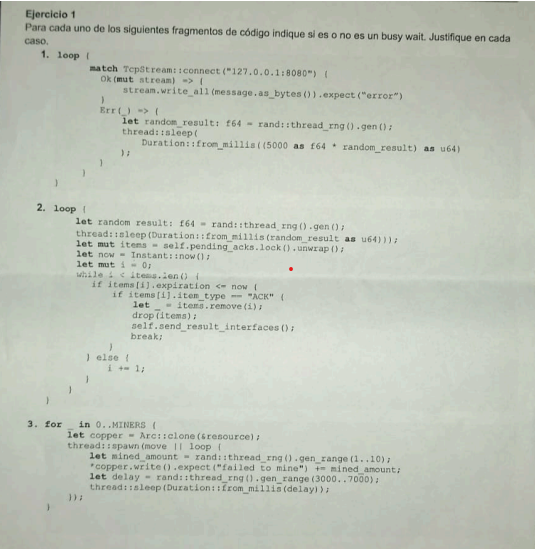 Ejercicio 1
Para cada uno de los siguientes fragmentos de código indique si es o no es un busy wait. Justifique en cada
caso.
1. loop {
match TcpStream::connect("127.0.0.1:8080") {
Ok(mut stream) => {
stream.write_all(message.as_bytes()).expect("error")
}
Err(_) => {
let random_result: f64 = rand::thread_rng().gen();
thread::sleep(
Duration::from_millis((5000 as f64 * random_result) as u64)
);
}
}
}
2. loop {
let random_result: f64 = rand::thread_rng().gen();
thread::sleep(Duration::from_millis(random_result as u64)));
let mut items = self.pending_acks.lock().unwrap();
let now = Instant::now();
let mut i = 0;
while i < items.len() {
if items[i].expiration <= now {
if items[i].item_type == "ACK" {
let _ = items.remove(i);
drop(items);
self.send_result_interfaces();
break;
}
} else {
i += 1;
}
}
}
3. for _ in 0..MINERS {
let copper = Arc::clone(&resource);
thread::spawn(move || loop {
let mined_amount = rand::thread_rng().gen_range(1..10);
*copper.write().expect("failed to mine") += mined_amount;
let delay = rand::thread_rng().gen_range(3000..7000);
thread::sleep(Duration::from_millis(delay));
});
}